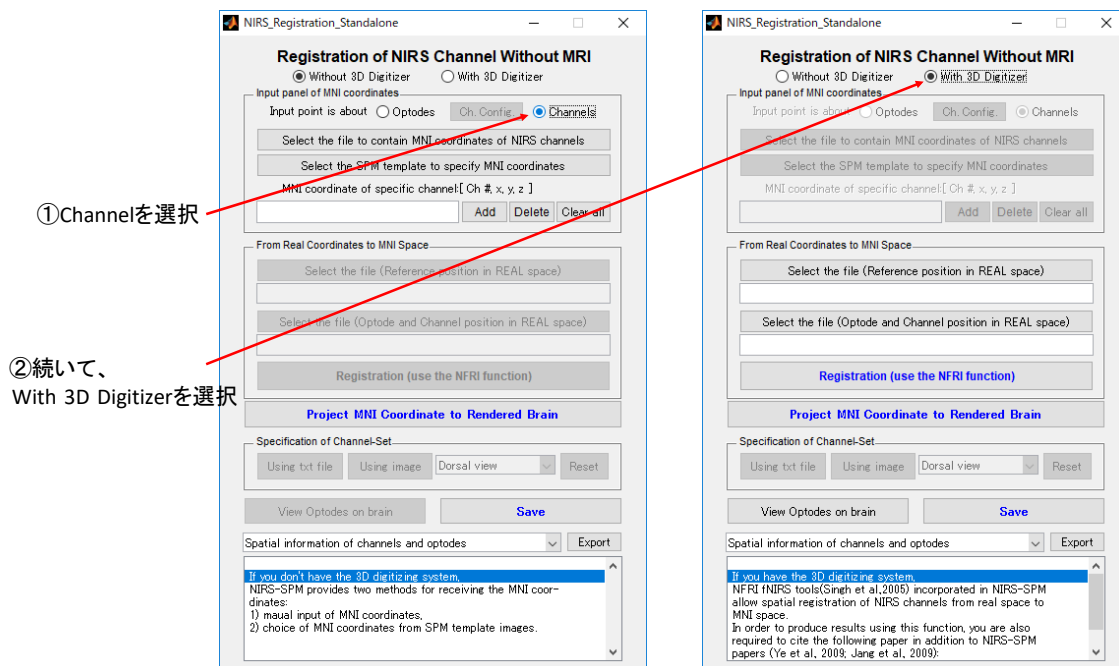 ①Channelを選択
②続いて、
With 3D Digitizerを選択
NIRS_Registration_Standalone
Registration of NIRS Channel Without MRI
Without 3D Digitizer With 3D Digitizer
Input panel of MNI coordinates
Input point is about Optodes Ch. Config. Channels
Select the file to contain MNI coordinates of NIRS channels
Select the SPM template to specify MNI coordinates
MNI coordinate of specific channel:[ Ch #, x, y, z ]
Add Delete Clear all
From Real Coordinates to MNI Space
Select the file (Reference position in REAL space)
Select the file (Optode and Channel position in REAL space)
Registration (use the NFRI function)
Project MNI Coordinate to Rendered Brain
Specification of Channel-Set
Using txt file Using image Dorsal view Reset
View Optodes on brain Save
Spatial information of channels and optodes Export
If you don't have the 3D digitizing system,
NIRS-SPM provides two methods for receiving the MNI coor-
dinates:
1) maual input of MNI coordinates,
2) choice of MNI coordinates from SPM template images.
NIRS_Registration_Standalone
Registration of NIRS Channel Without MRI
Without 3D Digitizer With 3D Digitizer
Input panel of MNI coordinates
Input point is about Optodes Ch. Config. Channels
Select the file to contain MNI coordinates of NIRS channels
Select the SPM template to specify MNI coordinates
MNI coordinate of specific channel:[ Ch #, x, y, z ]
Add Delete Clear all
From Real Coordinates to MNI Space
Select the file (Reference position in REAL space)
Select the file (Optode and Channel position in REAL space)
Registration (use the NFRI function)
Project MNI Coordinate to Rendered Brain
Specification of Channel-Set
Using txt file Using image Dorsal view Reset
View Optodes on brain Save
Spatial information of channels and optodes Export
If you have the 3D digitizing system,
NFRI fNIRS tools(Singh et al.,2005) incorporated in NIRS-SPM
allow spatial registration of NIRS channels from real space to
MNI space.
In order to produce results using this function, you are also
required to cite the following paper in addition to NIRS-SPM
papers (Ye et al., 2009; Jang et al., 2009):